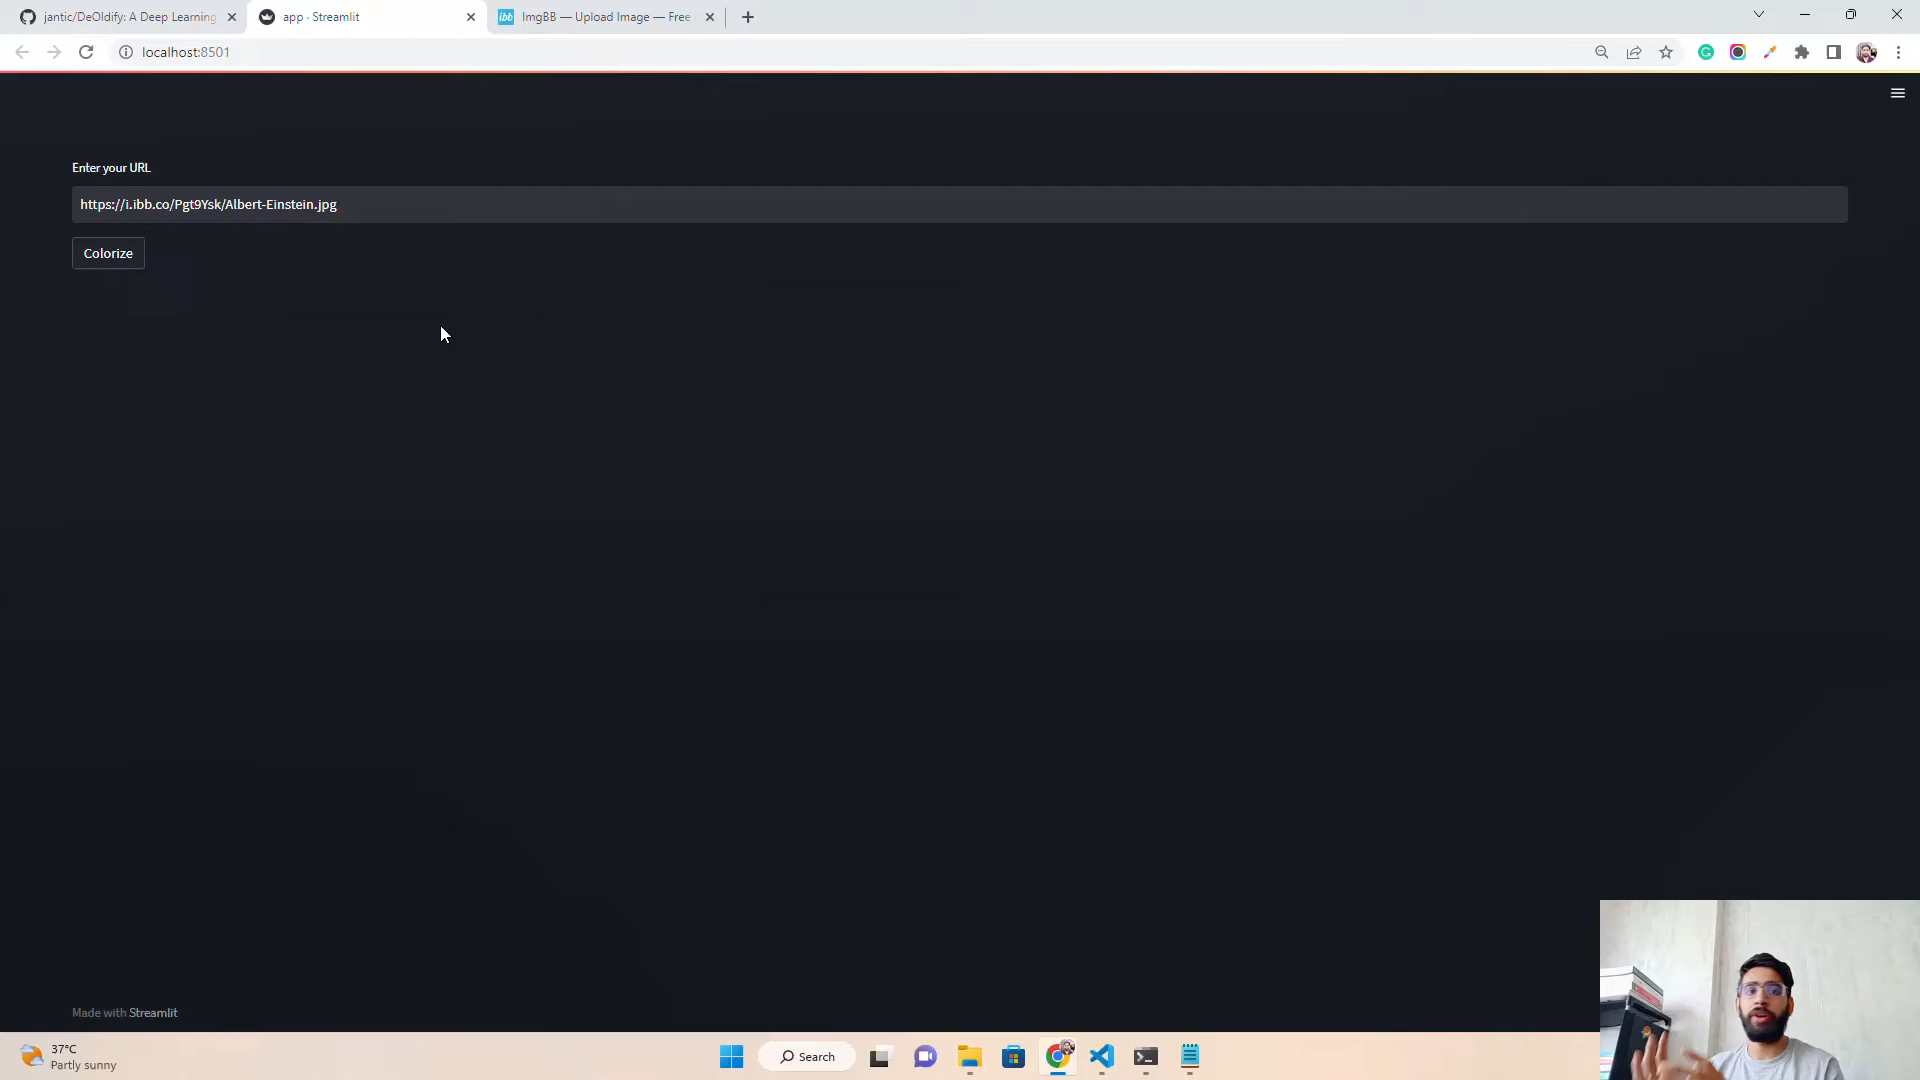 jantic/DeOldify: A Deep Learning
app · Streamlit
ibb ImgBB — Upload Image — Free
localhost:8501
Enter your URL
https://i.ibb.co/Pgt9Ysk/Albert-Einstein.jpg
Colorize
Made with Streamlit
37°C
Partly sunny
Search